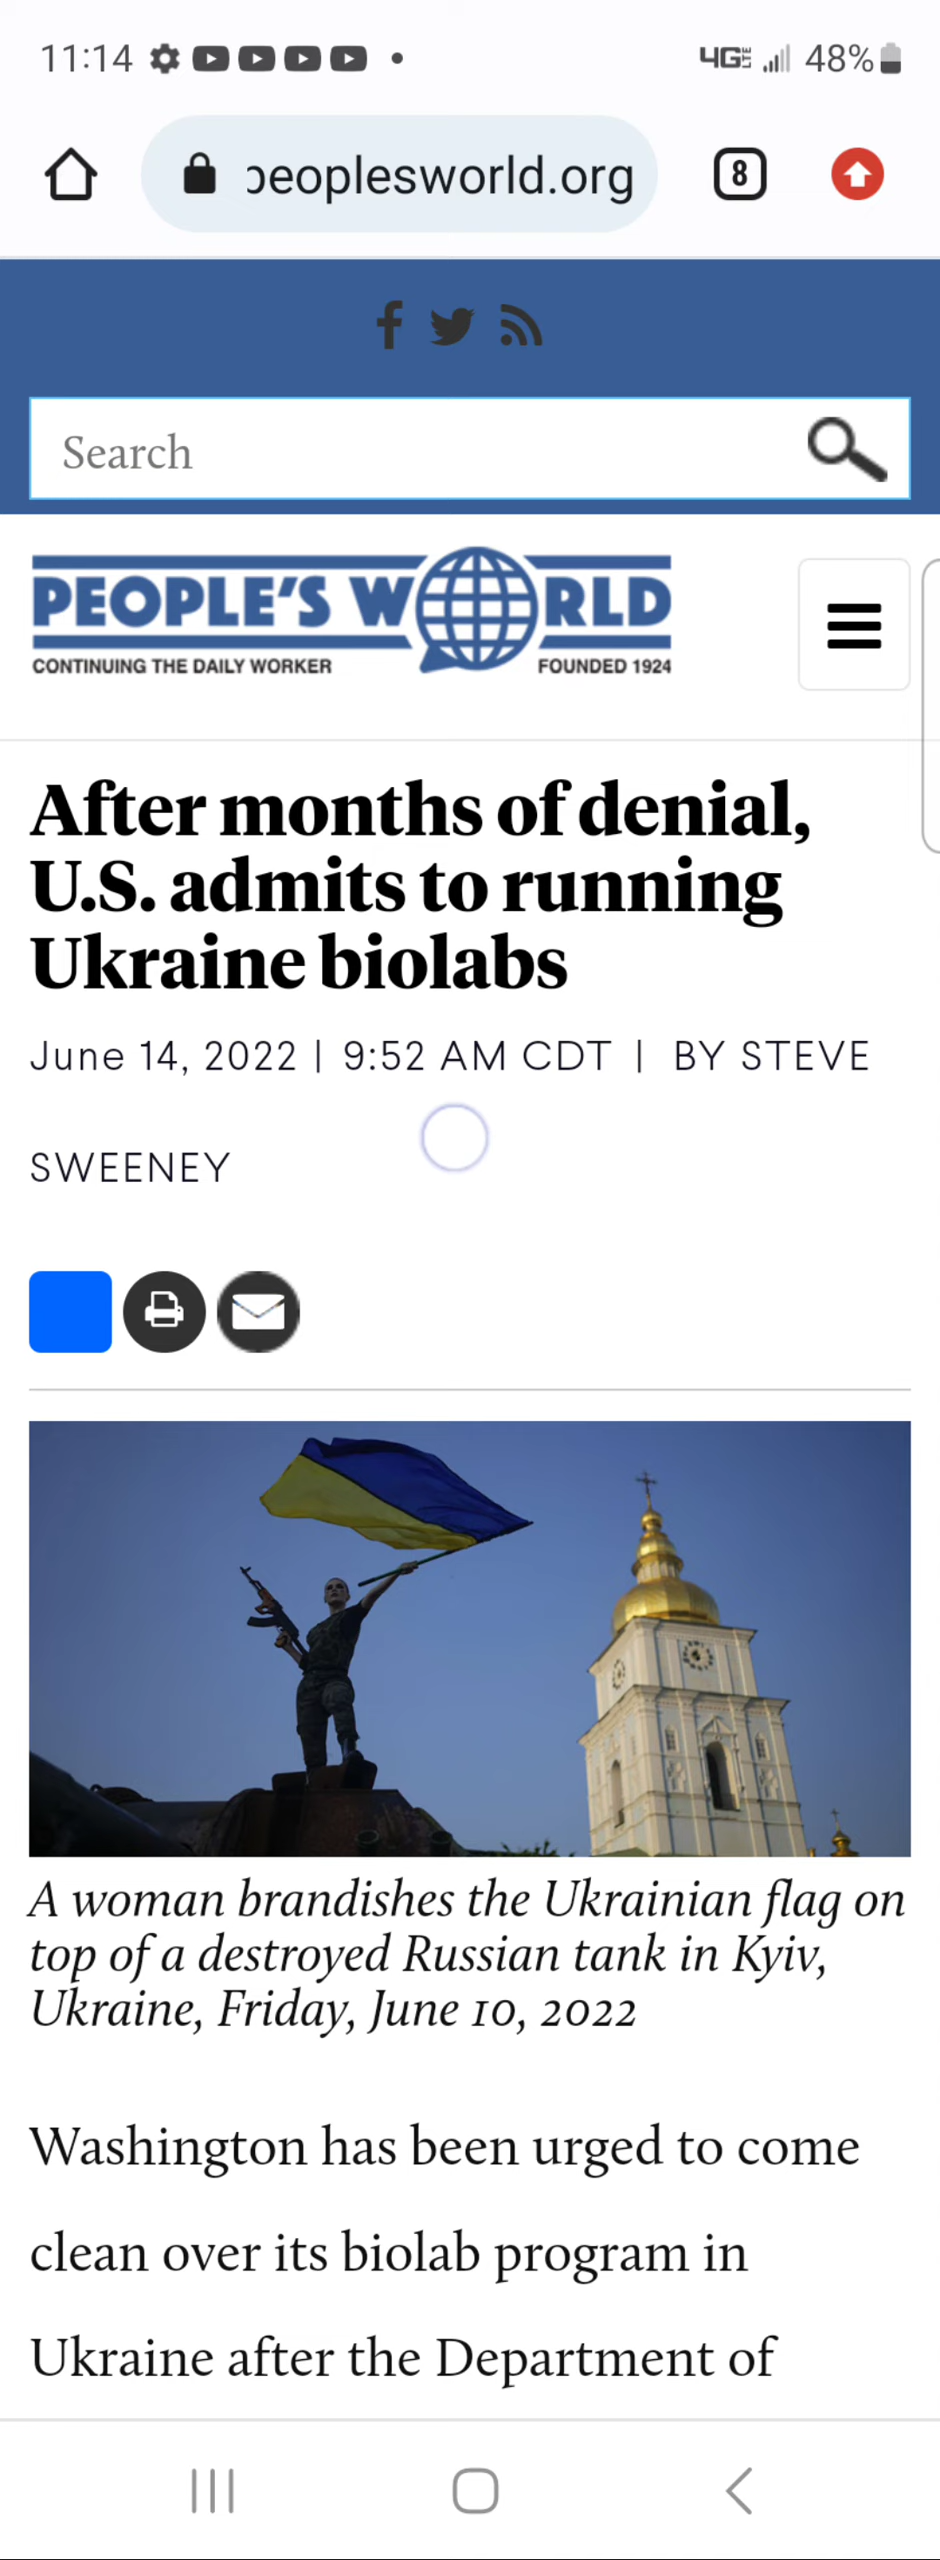 11:14
4G LTE 48%
peoplesworld.org
8
Search
PEOPLE'S WORLD
CONTINUING THE DAILY WORKER FOUNDED 1924
After months of denial,
U.S. admits to running
Ukraine biolabs
June 14, 2022 | 9:52 AM CDT | BY STEVE
SWEENEY
A woman brandishes the Ukrainian flag on
top of a destroyed Russian tank in Kyiv,
Ukraine, Friday, June 10, 2022
Washington has been urged to come
clean over its biolab program in
Ukraine after the Department of